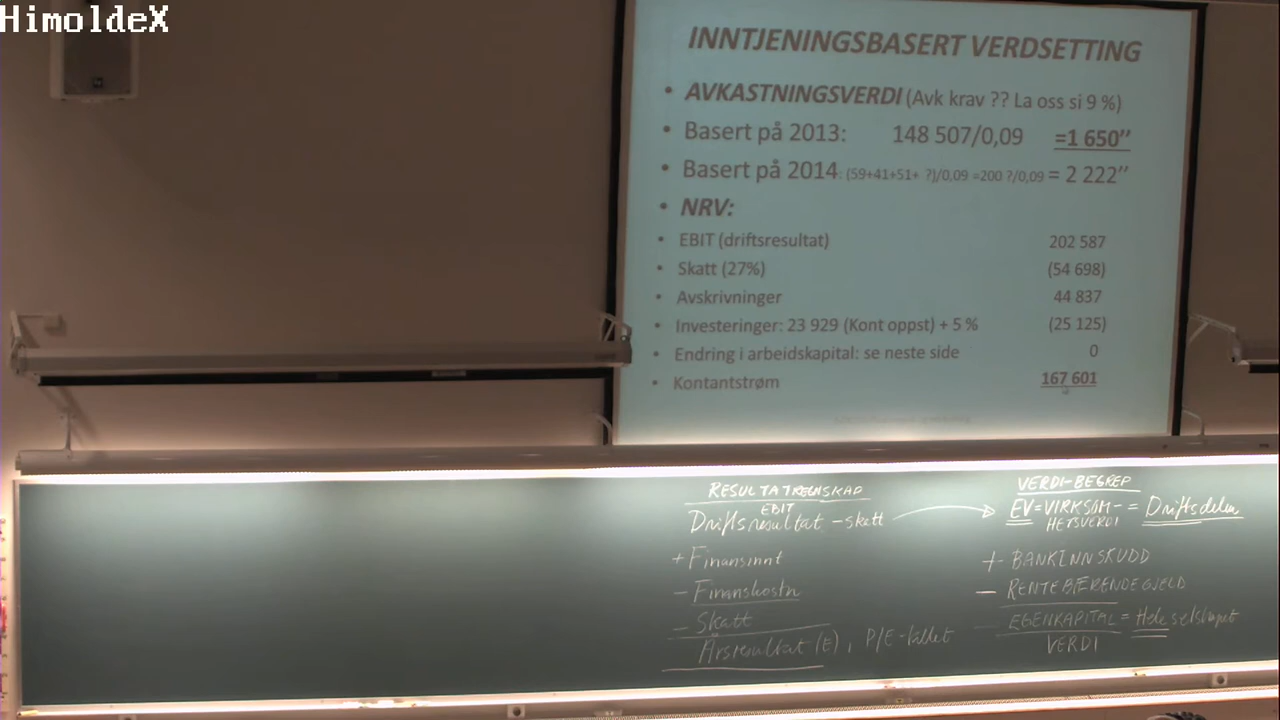 HimoldeX
INNTJENINGSBASERT VERDSETTING
• AVKASTNINGSVERDI (Avk krav ?? La oss si 9 %)
• Basert på 2013: 148 507/0,09 =1 650”
• Basert på 2014: (59+41+51+ ?)/0,09 =200 ?/0,09 = 2 222”
• NRV:
• EBIT (driftsresultat) 202 587
• Skatt (27%) (54 698)
• Avskrivninger 44 837
• Investeringer: 23 929 (Kont oppst) + 5 % (25 125)
• Endring i arbeidskapital: se neste side 0
• Kontantstrøm 167 601
RESULTATREGNSKAP
EBIT
Driftsresultat - skatt
+ Finansinnt
- Finanskostn
- Skatt
Årsresultat (E), P/E-tallet
VERDI-BEGREP
EV=VIRKSOM- = Driftsdelen
HETSVERDI
+ BANKINNSKUDD
- RENTEBÆRENDE GJELD
EGENKAPITAL = Hele selskapet
VERDI